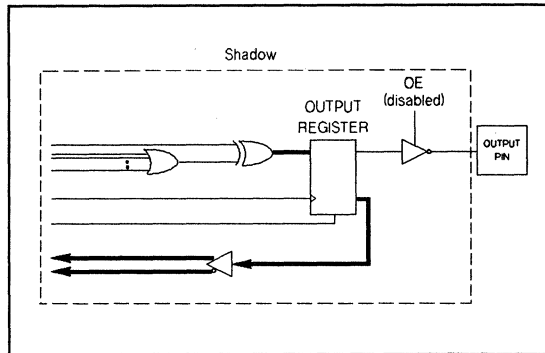 Shadow
OE
(disabled)
OUTPUT
REGISTER
OUTPUT
PIN